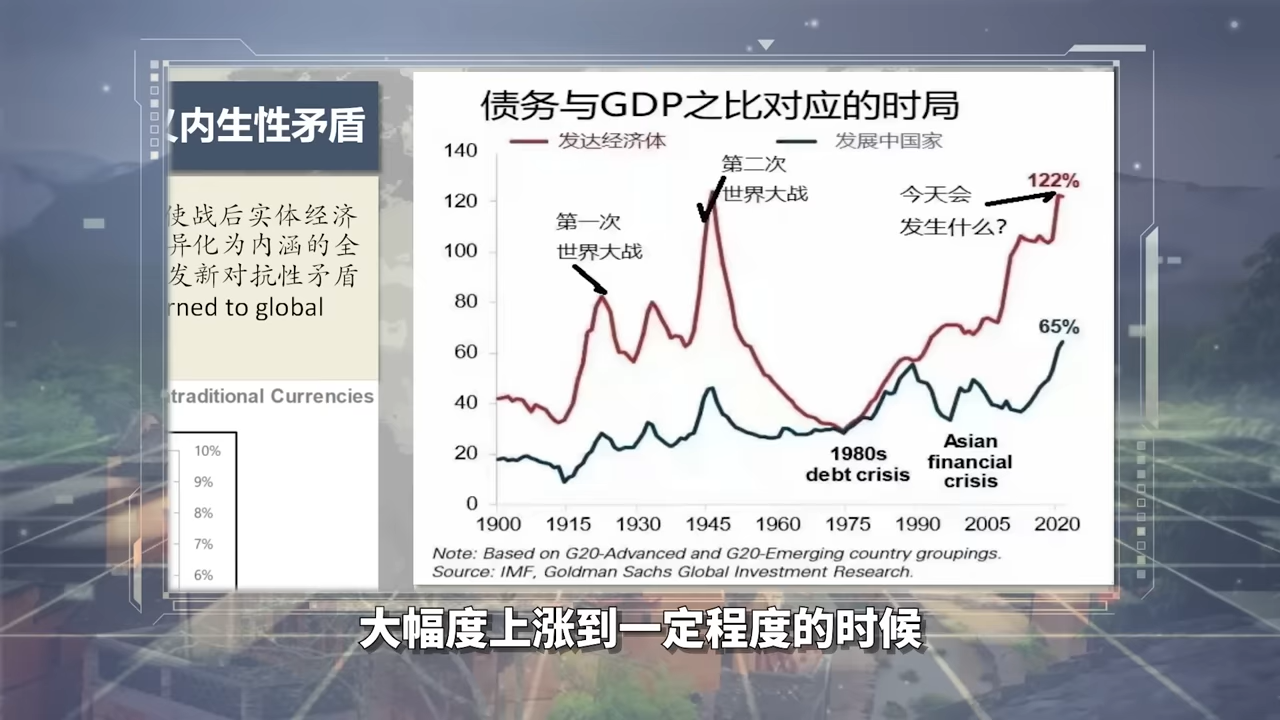 内生性矛盾
使战后实体经济
异化为内涵的全
发新对抗性矛盾
rned to global
traditional Currencies
10%
9%
8%
7%
6%
债务与GDP之比对应的时局
发达经济体
发展中国家
140
120
100
80
60
40
20
0
第一次
世界大战
第二次
世界大战
今天会
发生什么?
122%
65%
1980s
debt crisis
Asian
financial
crisis
1900 1915 1930 1945 1960 1975 1990 2005 2020
Note: Based on G20-Advanced and G20-Emerging country groupings.
Source: IMF, Goldman Sachs Global Investment Research.
大幅度上涨到一定程度的时候